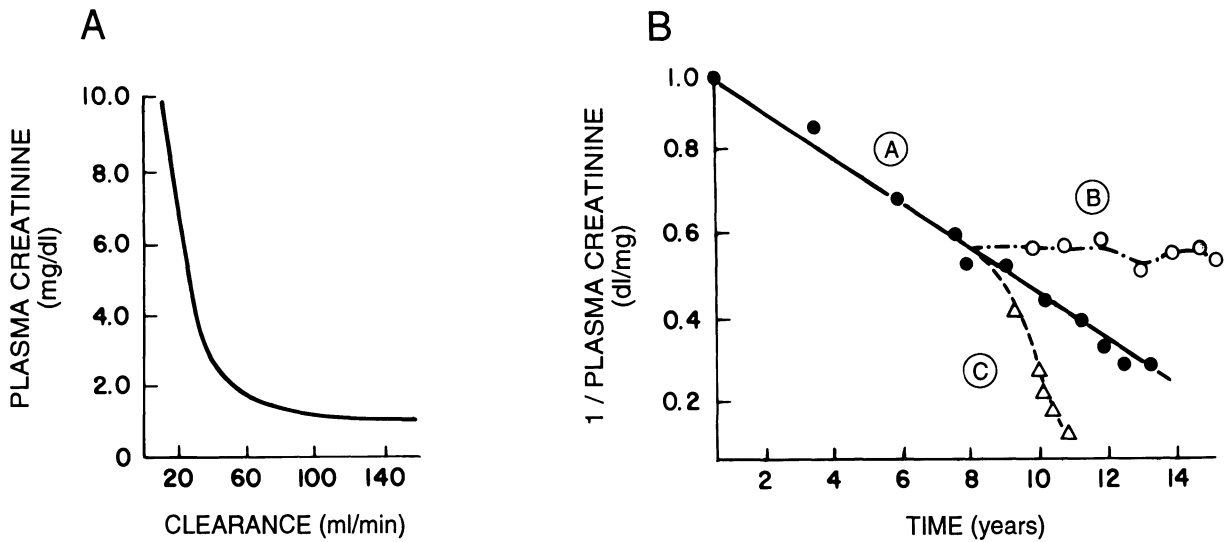 A
PLASMA CREATININE
(mg/dl)
10.0
8.0
6.0
4.0
2.0
0
20
60
100
140
CLEARANCE (ml/min)
B
1 / PLASMA CREATININE
(dl/mg)
1.0
0.8
0.6
0.4
0.2
A
B
C
2
4
6
8
10
12
14
TIME (years)